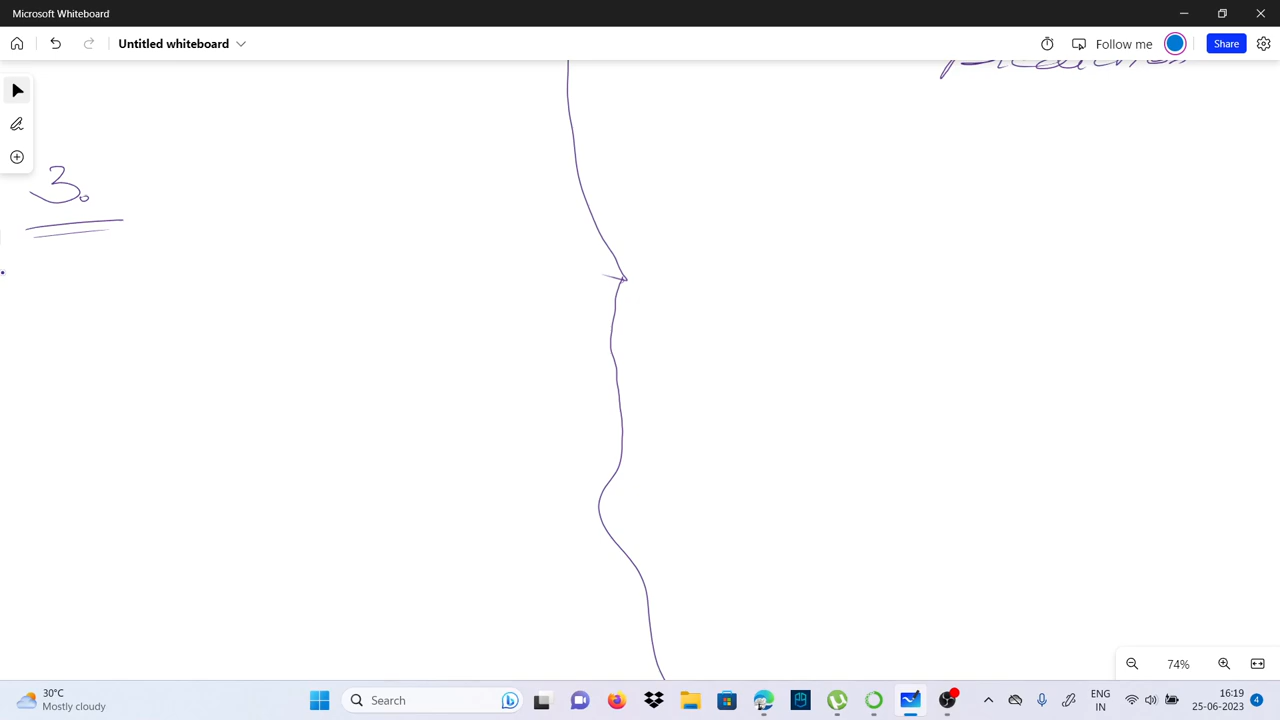 Microsoft Whiteboard
Untitled whiteboard
Follow me
Share
3.
74%
30°C
Mostly cloudy
Search
ENG
IN
16:19
25-06-2023
4